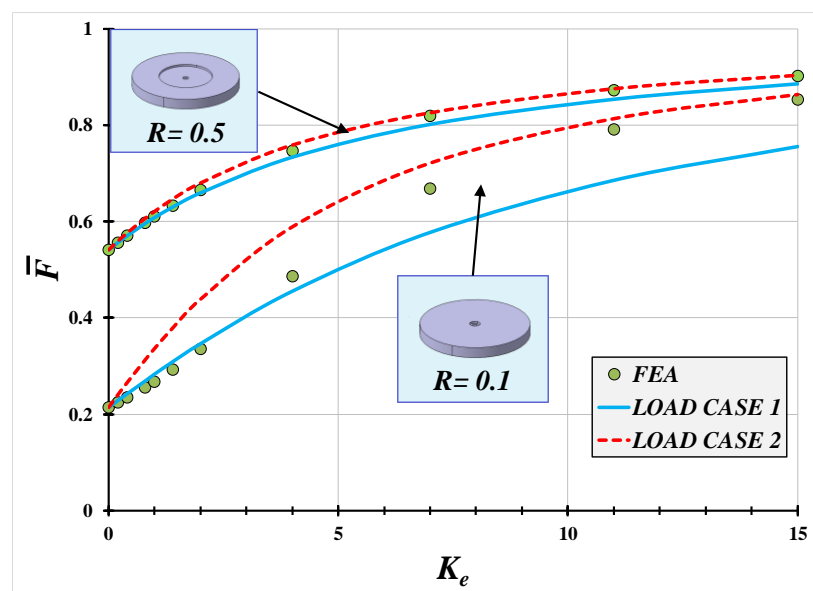 1
0.8
0.6
0.4
0.2
0
F̅
R= 0.5
R= 0.1
FEA
LOAD CASE 1
LOAD CASE 2
0 5 10 15
K_e